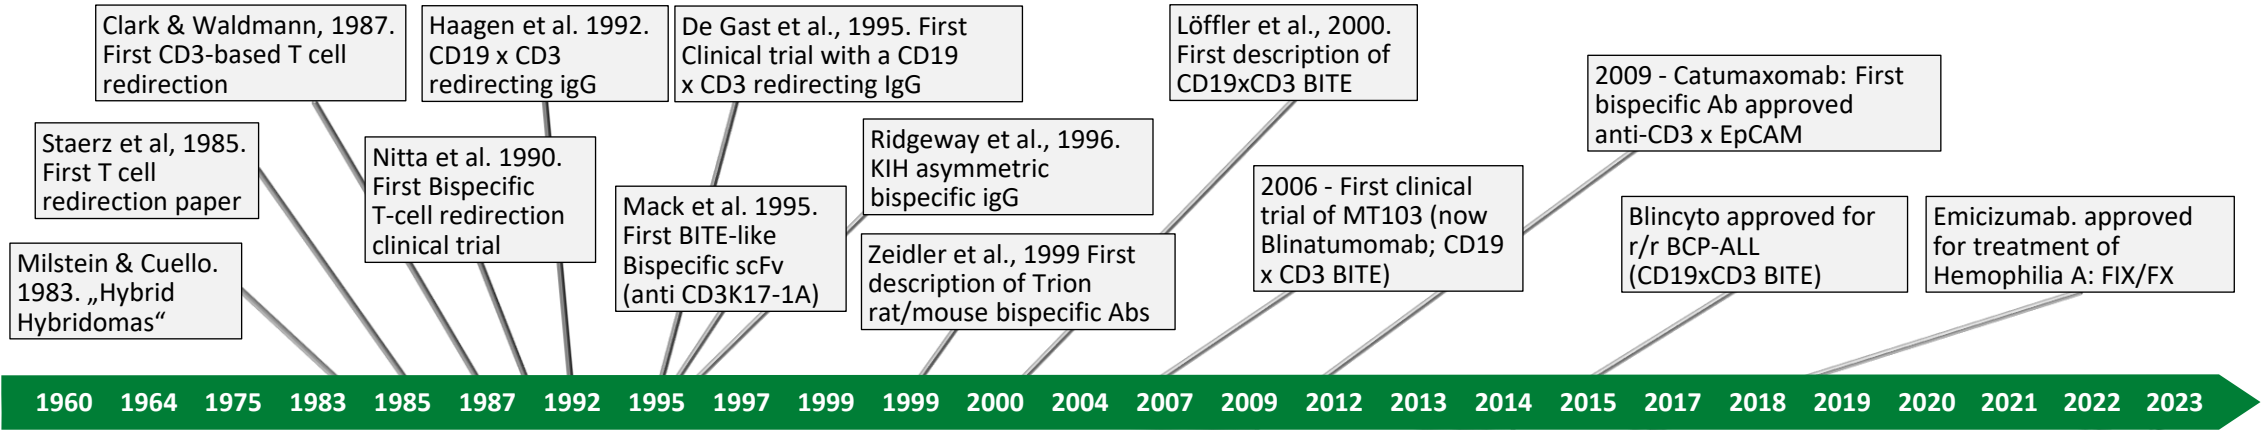 Clark & Waldmann, 1987.
First CD3-based T cell
redirection
Haagen et al. 1992.
CD19 x CD3
redirecting igG
De Gast et al., 1995. First
Clinical trial with a CD19
x CD3 redirecting IgG
Löffler et al., 2000.
First description of
CD19xCD3 BITE
2009 - Catumaxomab: First
bispecific Ab approved
anti-CD3 x EpCAM
Staerz et al, 1985.
First T cell
redirection paper
Nitta et al. 1990.
First Bispecific
T-cell redirection
clinical trial
Mack et al. 1995.
First BITE-like
Bispecific scFv
(anti CD3K17-1A)
Ridgeway et al., 1996.
KIH asymmetric
bispecific igG
2006 - First clinical
trial of MT103 (now
Blinatumomab; CD19
x CD3 BITE)
Blincyto approved for
r/r BCP-ALL
(CD19xCD3 BITE)
Emicizumab. approved
for treatment of
Hemophilia A: FIX/FX
Milstein & Cuello.
1983. „Hybrid
Hybridomas“
Zeidler et al., 1999 First
description of Trion
rat/mouse bispecific Abs
1960 1964 1975 1983 1985 1987 1992 1995 1997 1999 1999 2000 2004 2007 2009 2012 2013 2014 2015 2017 2018 2019 2020 2021 2022 2023